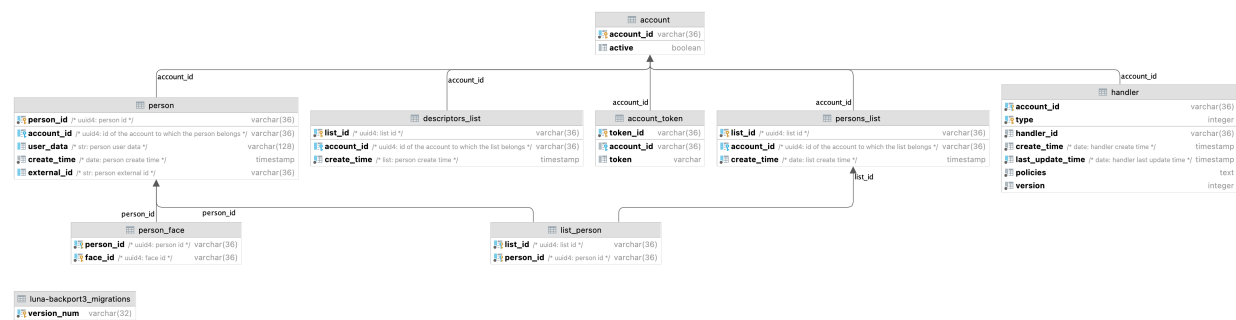 account
account_id varchar(36)
active boolean
account_id
account_id
account_id
account_id
account_id
person
person_id /* uuid4: person id */ varchar(36)
account_id /* uuid4: id of the account to which the person belongs */ varchar(36)
user_data /* str: person user data */ varchar(128)
create_time /* date: person create time */ timestamp
external_id /* str: person external id */ varchar(36)
descriptors_list
list_id /* uuid4: list id */ varchar(36)
account_id /* uuid4: id of the account to which the list belongs */ varchar(36)
create_time /* list: person create time */ timestamp
account_token
token_id varchar(36)
account_id varchar(36)
token varchar
persons_list
list_id /* uuid4: list id */ varchar(36)
account_id /* uuid4: id of the account to which the list belongs */ varchar(36)
create_time /* date: list create time */ timestamp
handler
account_id varchar(36)
type integer
handler_id varchar(36)
create_time /* date: handler create time */ timestamp
last_update_time /* date: handler last update time */ timestamp
policies text
version integer
person_id
person_id
list_id
person_face
person_id /* uuid4: person id */ varchar(36)
face_id /* uuid4: face id */ varchar(36)
list_person
list_id /* uuid4: list id */ varchar(36)
person_id /* uuid4: person id */ varchar(36)
luna-backport3_migrations
version_num varchar(32)